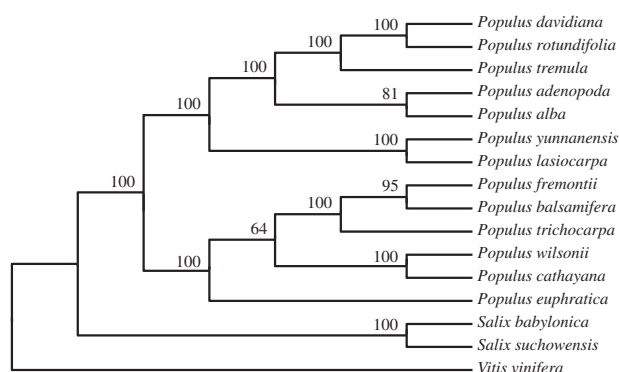 100 Populus davidiana
100 Populus rotundifolia
100 Populus tremula
81 Populus adenopoda
100 Populus alba
100 Populus yunnanensis
Populus lasiocarpa
100 95 Populus fremontii
100 Populus balsamifera
64 Populus trichocarpa
100 100 Populus wilsonii
Populus cathayana
Populus euphratica
100 Salix babylonica
Salix suchowensis
Vitis vinifera